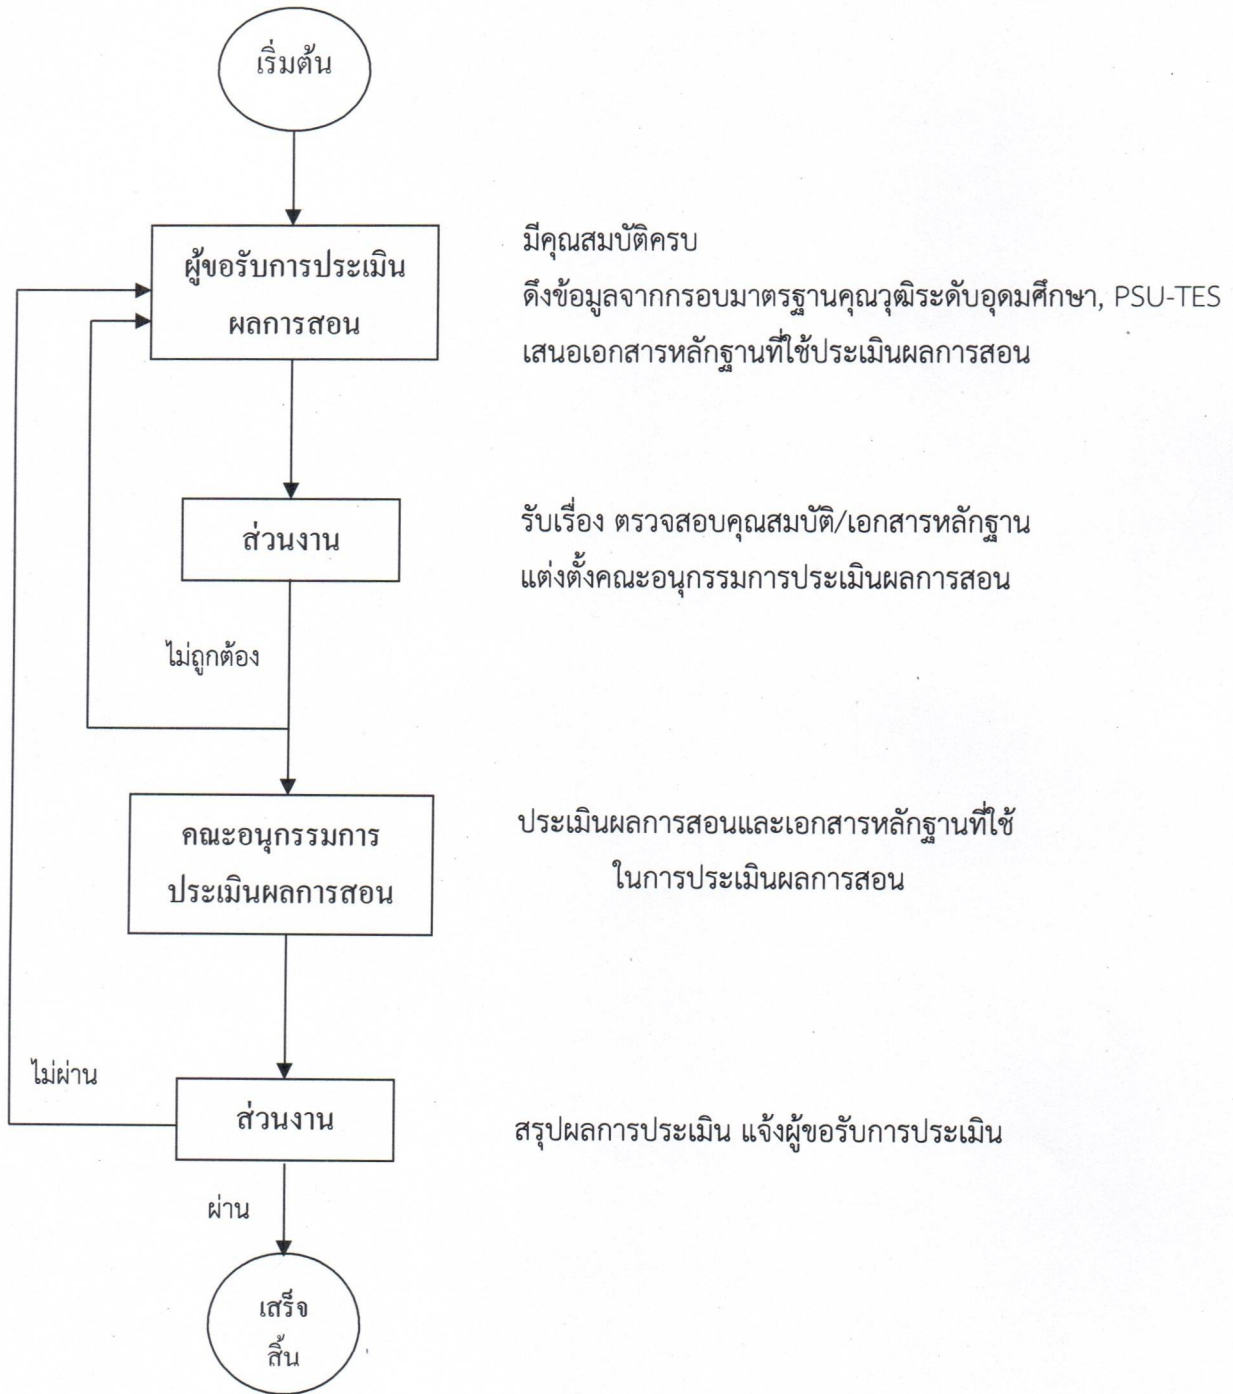 เริ่มต้น
ผู้ขอรับการประเมิน
ผลการสอน
มีคุณสมบัติครบ
ดึงข้อมูลจากกรอบมาตรฐานคุณวุฒิระดับอุดมศึกษา, PSU-TES
เสนอเอกสารหลักฐานที่ใช้ประเมินผลการสอน
ส่วนงาน
รับเรื่อง ตรวจสอบคุณสมบัติ/เอกสารหลักฐาน
แต่งตั้งคณะอนุกรรมการประเมินผลการสอน
ไม่ถูกต้อง
คณะอนุกรรมการ
ประเมินผลการสอน
ประเมินผลการสอนและเอกสารหลักฐานที่ใช้
ในการประเมินผลการสอน
ไม่ผ่าน
ส่วนงาน
สรุปผลการประเมิน แจ้งผู้ขอรับการประเมิน
ผ่าน
เสร็จ
สิ้น